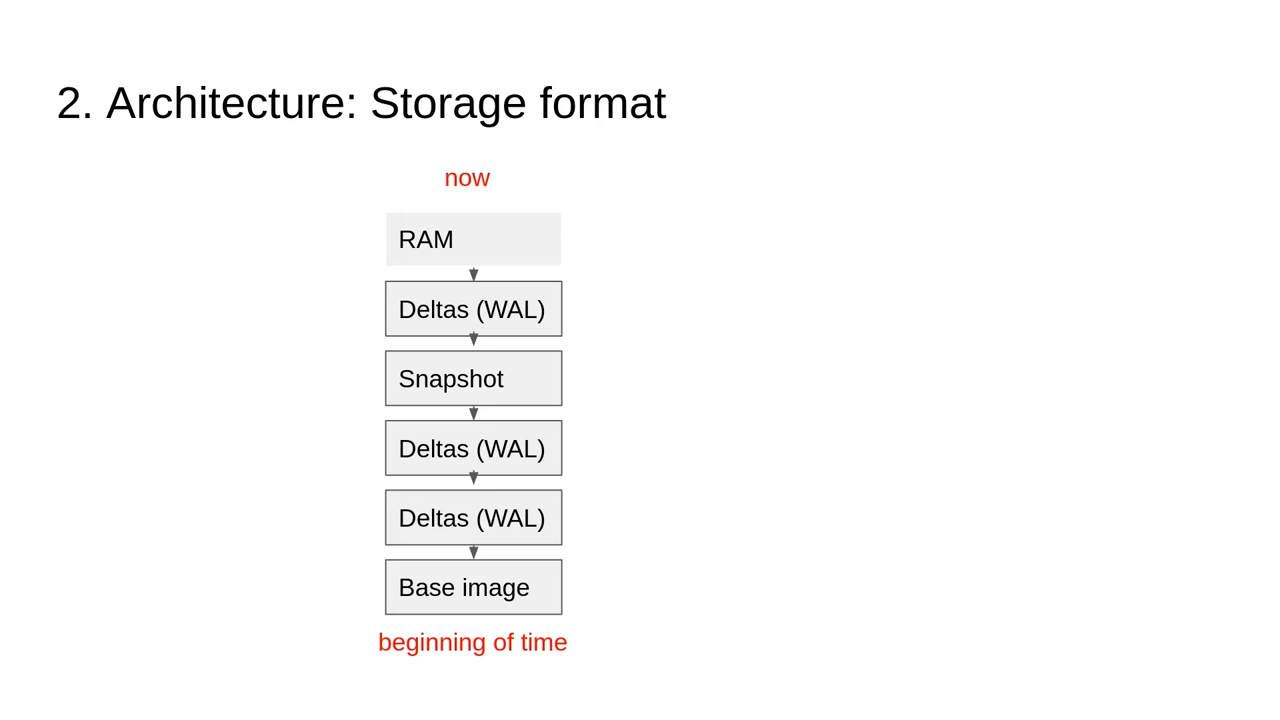 2. Architecture: Storage format
now
RAM
Deltas (WAL)
Snapshot
Deltas (WAL)
Deltas (WAL)
Base image
beginning of time